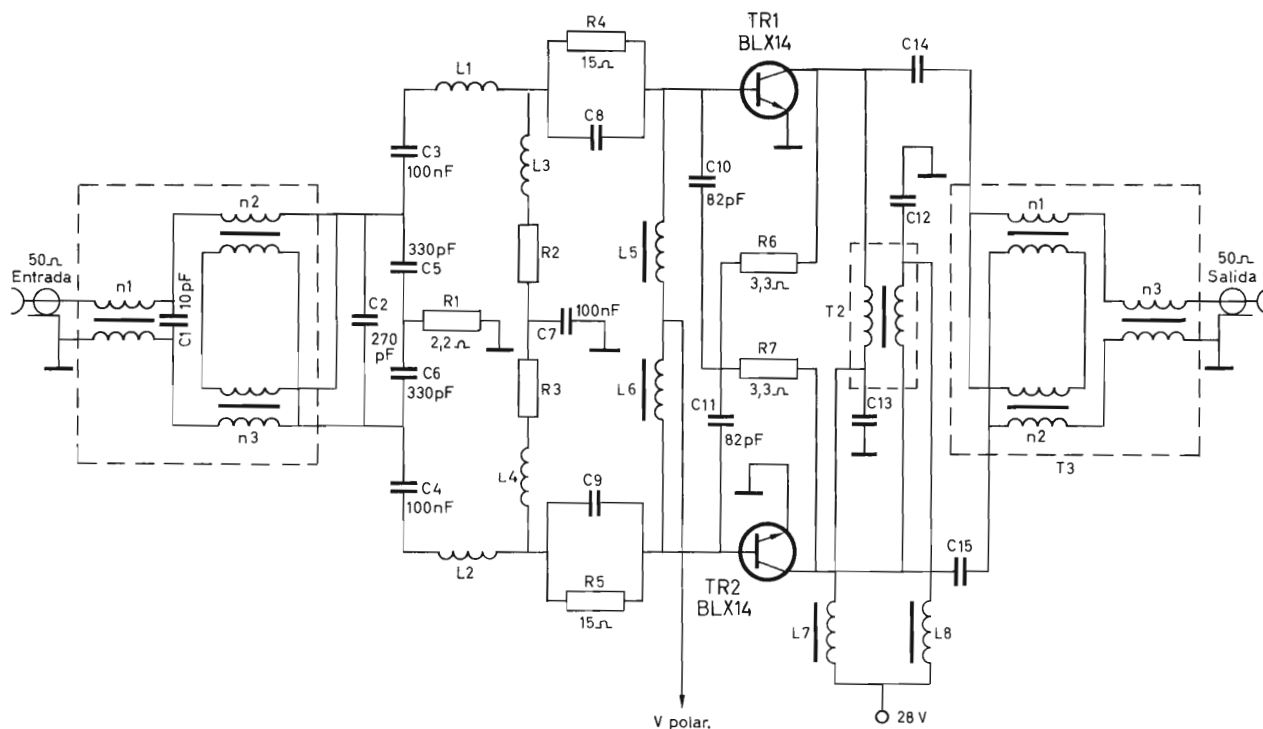 R4
15Ω
C8
TR1
BLX14
C14
L1
C3
100nF
L3
C10
82pF
C12
n2
n1
50Ω
Entrada
n1
10pF
C1
330pF
C5
C2
270
pF
R1
2,2Ω
R2
100nF
C7
L5
R6
3,3Ω
T2
n3
50Ω
Salida
C6
330pF
R3
L6
R7
3,3Ω
C11
82pF
C13
n3
n2
T3
C4
100nF
L4
C9
L2
R5
15Ω
TR2
BLX14
C15
L7
L8
V polar.
28 V